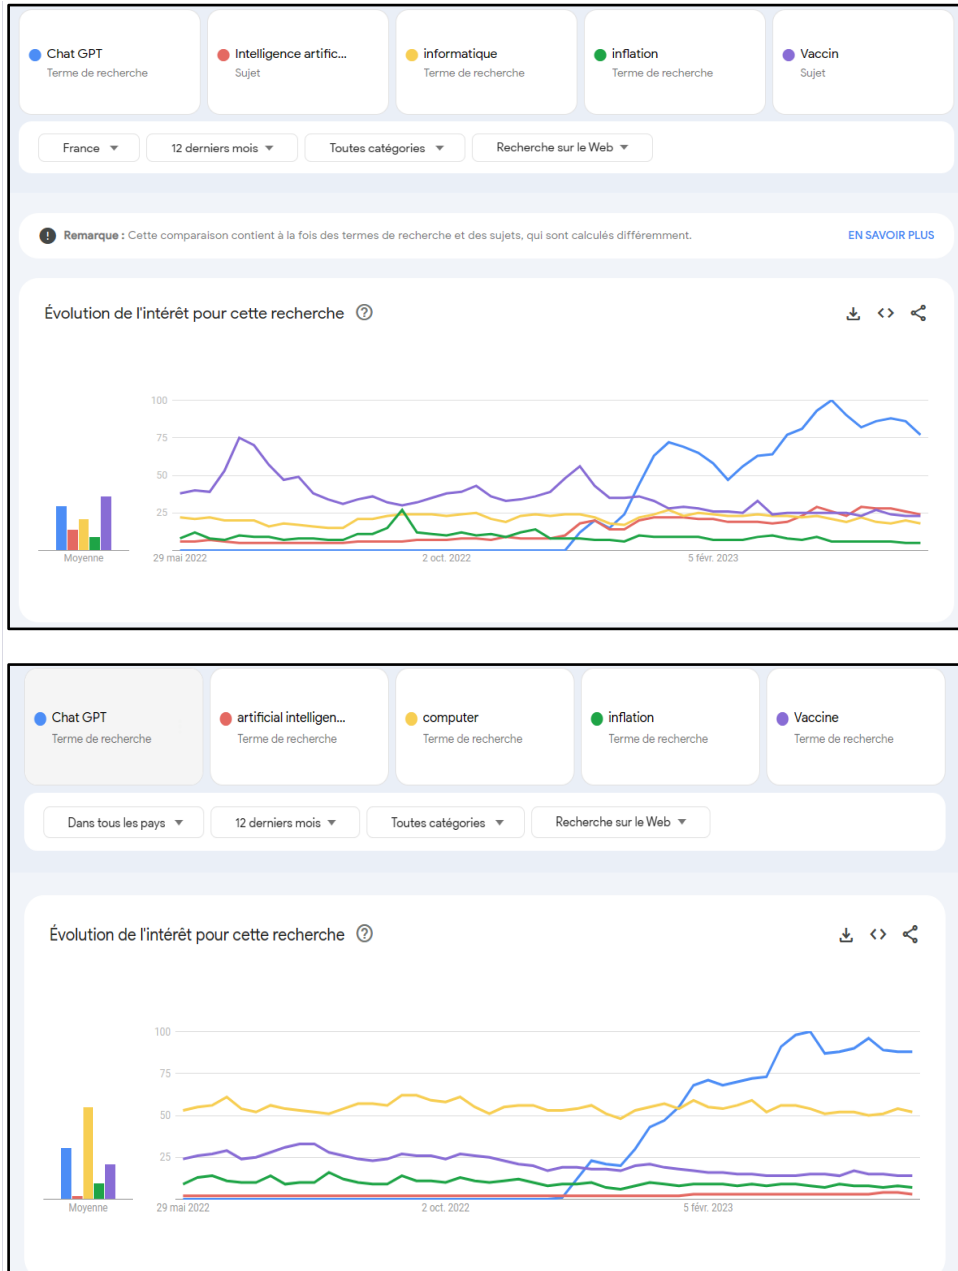 Chat GPT
Terme de recherche
Intelligence artific...
Sujet
informatique
Terme de recherche
inflation
Terme de recherche
Vaccin
Sujet
France
12 derniers mois
Toutes catégories
Recherche sur le Web
Remarque : Cette comparaison contient à la fois des termes de recherche et des sujets, qui sont calculés différemment.
EN SAVOIR PLUS
Évolution de l'intérêt pour cette recherche
100
75
50
25
Moyenne
29 mai 2022
2 oct. 2022
5 févr. 2023
Chat GPT
Terme de recherche
artificial intelligen...
Terme de recherche
computer
Terme de recherche
inflation
Terme de recherche
Vaccine
Terme de recherche
Dans tous les pays
12 derniers mois
Toutes catégories
Recherche sur le Web
Évolution de l'intérêt pour cette recherche
100
75
50
25
Moyenne
29 mai 2022
2 oct. 2022
5 févr. 2023